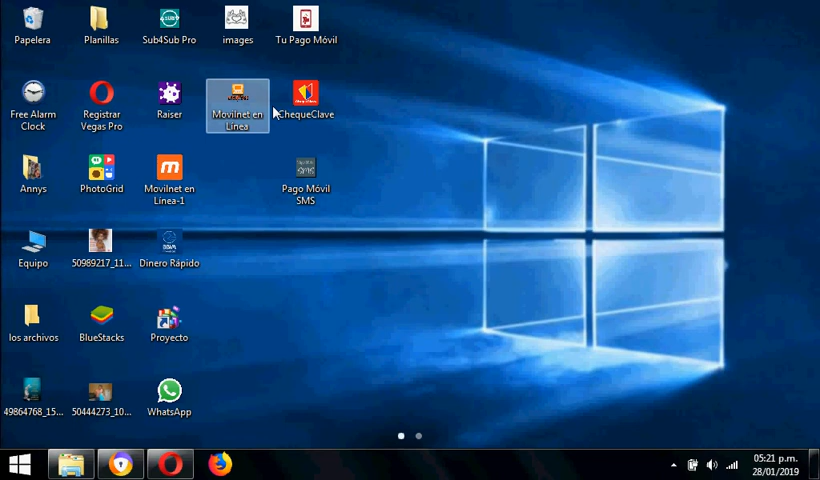 Papelera
Planillas
Sub4Sub Pro
images
Tu Pago Móvil
Free Alarm
Clock
Registrar
Vegas Pro
Raiser
Movilnet en
Linea
ChequeClave
Annys
PhotoGrid
Movilnet en
Línea-1
Pago Móvil
SMS
Equipo
50989217_11...
Dinero Rápido
los archivos
BlueStacks
Proyecto
49864768_15...
50444273_10...
WhatsApp
05:21 p.m.
28/01/2019